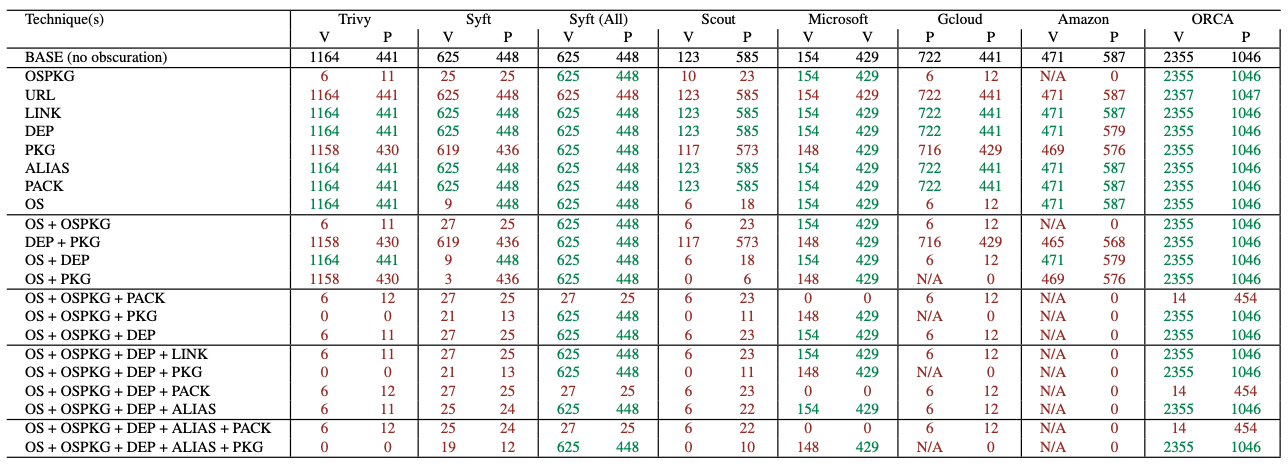 Technique(s) Trivy Syft Syft (All) Scout Microsoft Gcloud Amazon ORCA
V P V P V P V P V V P P V P V P
BASE (no obscuration) 1164 441 625 448 625 448 123 585 154 429 722 441 471 587 2355 1046
OSPKG 6 11 25 25 625 448 10 23 154 429 6 12 N/A 0 2355 1046
URL 1164 441 625 448 625 448 123 585 154 429 722 441 471 587 2357 1047
LINK 1164 441 625 448 625 448 123 585 154 429 722 441 471 587 2355 1046
DEP 1164 441 625 448 625 448 123 585 154 429 722 441 471 579 2355 1046
PKG 1158 430 619 436 625 448 117 573 148 429 716 429 469 576 2355 1046
ALIAS 1164 441 625 448 625 448 123 585 154 429 722 441 471 587 2355 1046
PACK 1164 441 625 448 625 448 123 585 154 429 722 441 471 587 2355 1046
OS 1164 441 9 448 625 448 6 18 154 429 6 12 471 587 2355 1046
OS + OSPKG 6 11 27 25 625 448 6 23 154 429 6 12 N/A 0 2355 1046
DEP + PKG 1158 430 619 436 625 448 117 573 148 429 716 429 465 568 2355 1046
OS + DEP 1164 441 9 448 625 448 6 18 154 429 6 12 471 579 2355 1046
OS + PKG 1158 430 3 436 625 448 0 6 148 429 N/A 0 469 576 2355 1046
OS + OSPKG + PACK 6 12 27 25 27 25 6 23 0 0 6 12 N/A 0 14 454
OS + OSPKG + PKG 0 0 21 13 625 448 0 11 148 429 N/A 0 N/A 0 2355 1046
OS + OSPKG + DEP 6 11 27 25 625 448 6 23 154 429 6 12 N/A 0 2355 1046
OS + OSPKG + DEP + LINK 6 11 27 25 625 448 6 23 154 429 6 12 N/A 0 2355 1046
OS + OSPKG + DEP + PKG 0 0 21 13 625 448 0 11 148 429 N/A 0 N/A 0 2355 1046
OS + OSPKG + DEP + PACK 6 12 27 25 27 25 6 23 0 0 6 12 N/A 0 14 454
OS + OSPKG + DEP + ALIAS 6 11 25 24 625 448 6 22 154 429 6 12 N/A 0 2355 1046
OS + OSPKG + DEP + ALIAS + PACK 6 12 25 24 27 25 6 22 0 0 6 12 N/A 0 14 454
OS + OSPKG + DEP + ALIAS + PKG 0 0 19 12 625 448 0 10 148 429 N/A 0 N/A 0 2355 1046